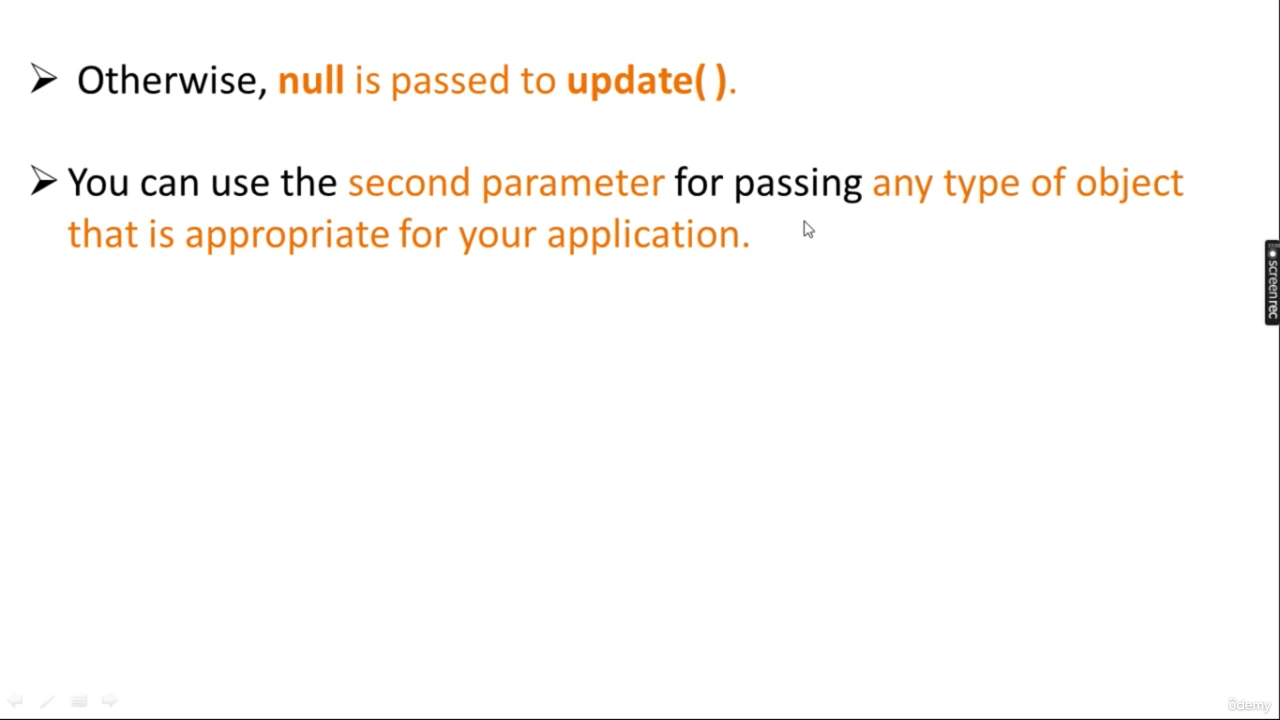 Otherwise, null is passed to update( ).
You can use the second parameter for passing any type of object
that is appropriate for your application.
screenrec
ûdemy